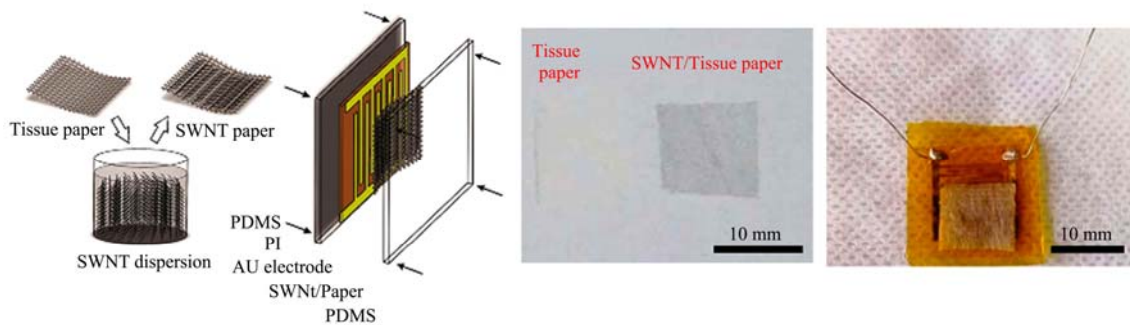 Tissue paper
SWNT paper
SWNT dispersion
PDMS
PI
AU electrode
SWNt/Paper
PDMS
Tissue
paper
SWNT/Tissue paper
10 mm
10 mm